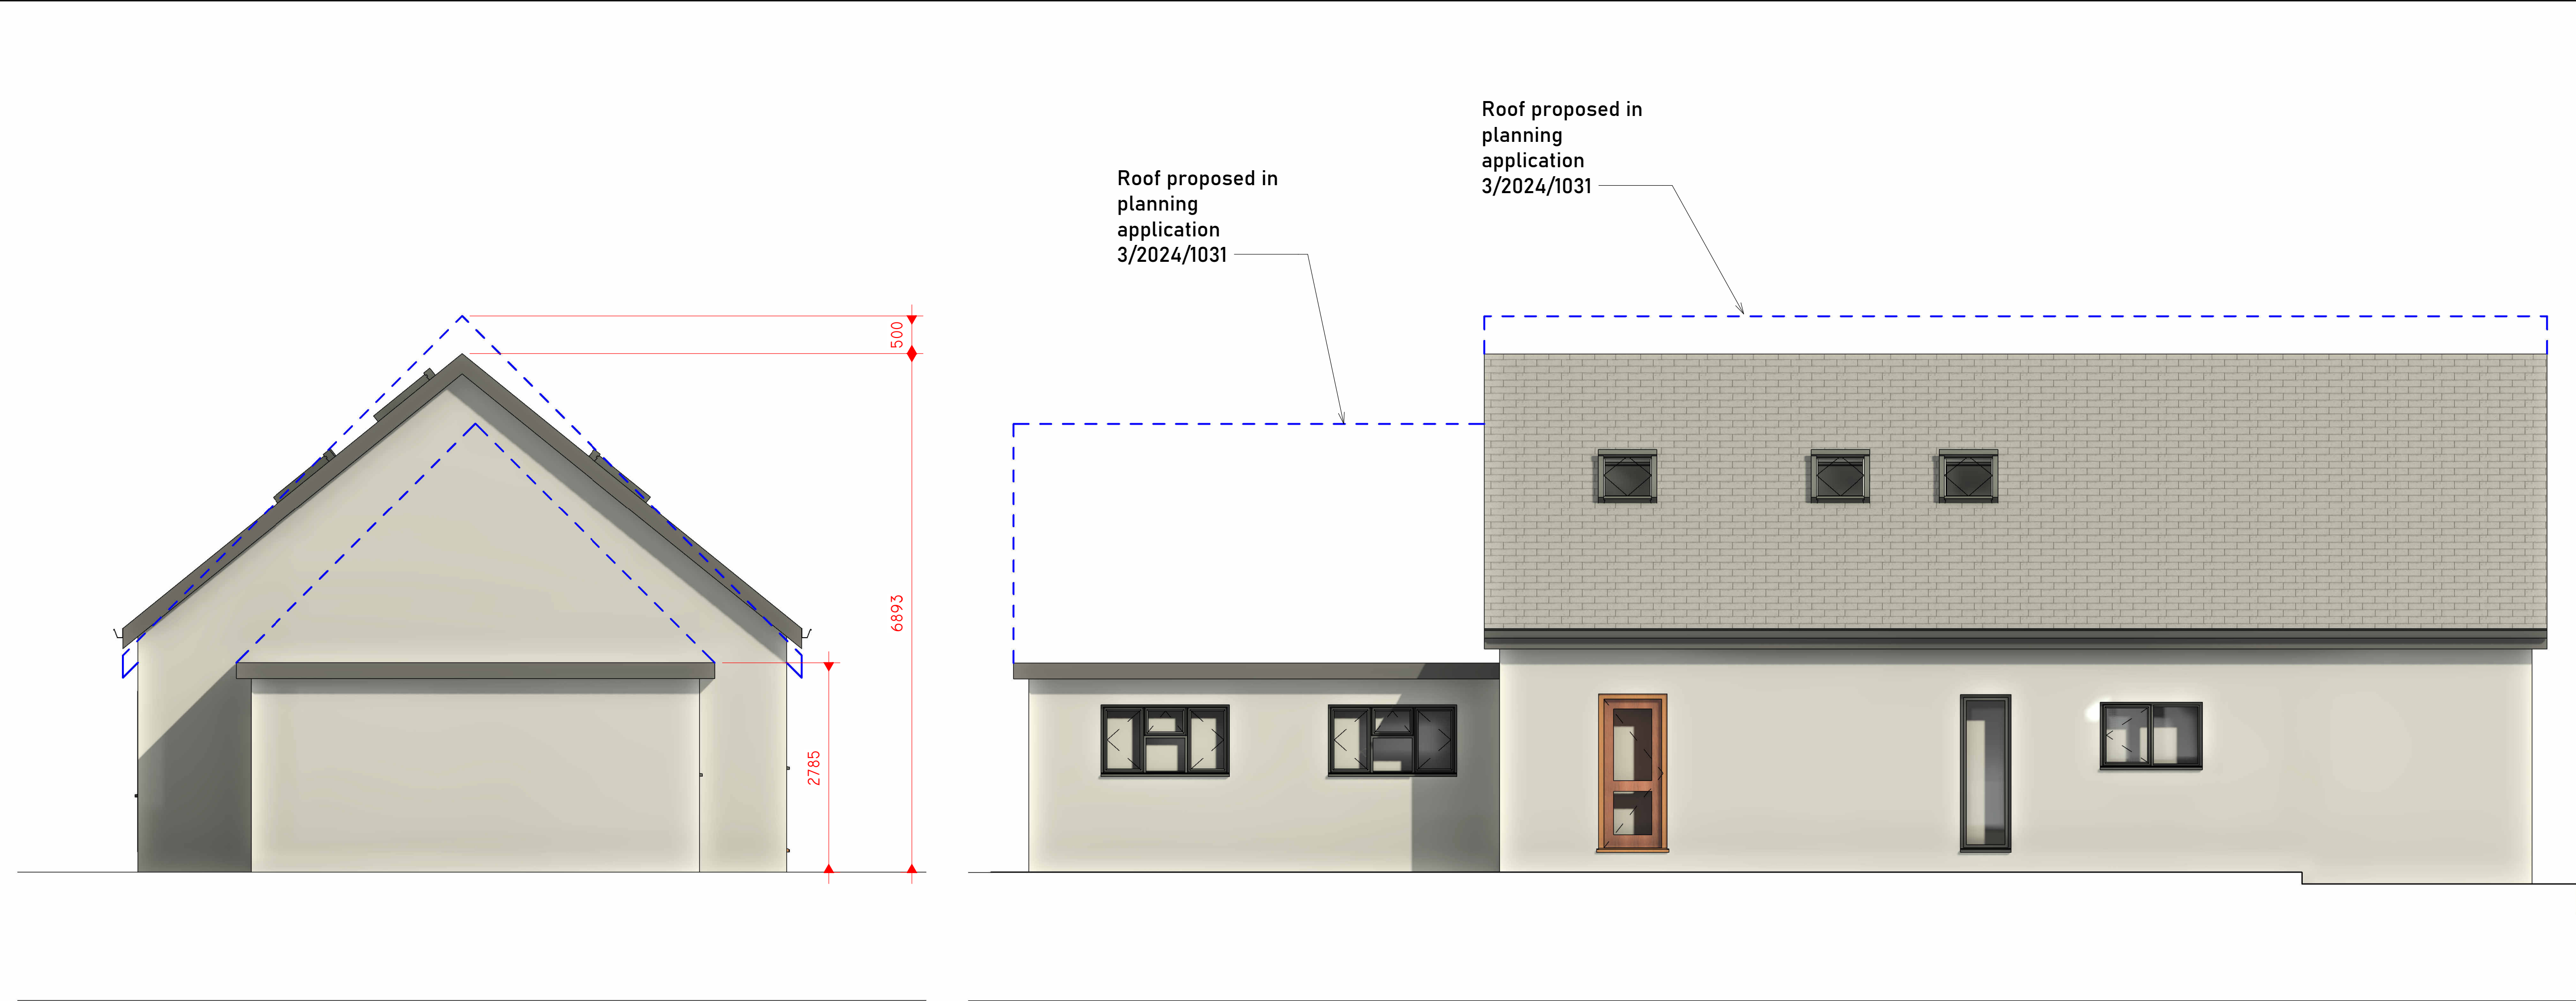 Roof proposed in
planning
application
3/2024/1031
Roof proposed in
planning
application
3/2024/1031
500
6893
2785